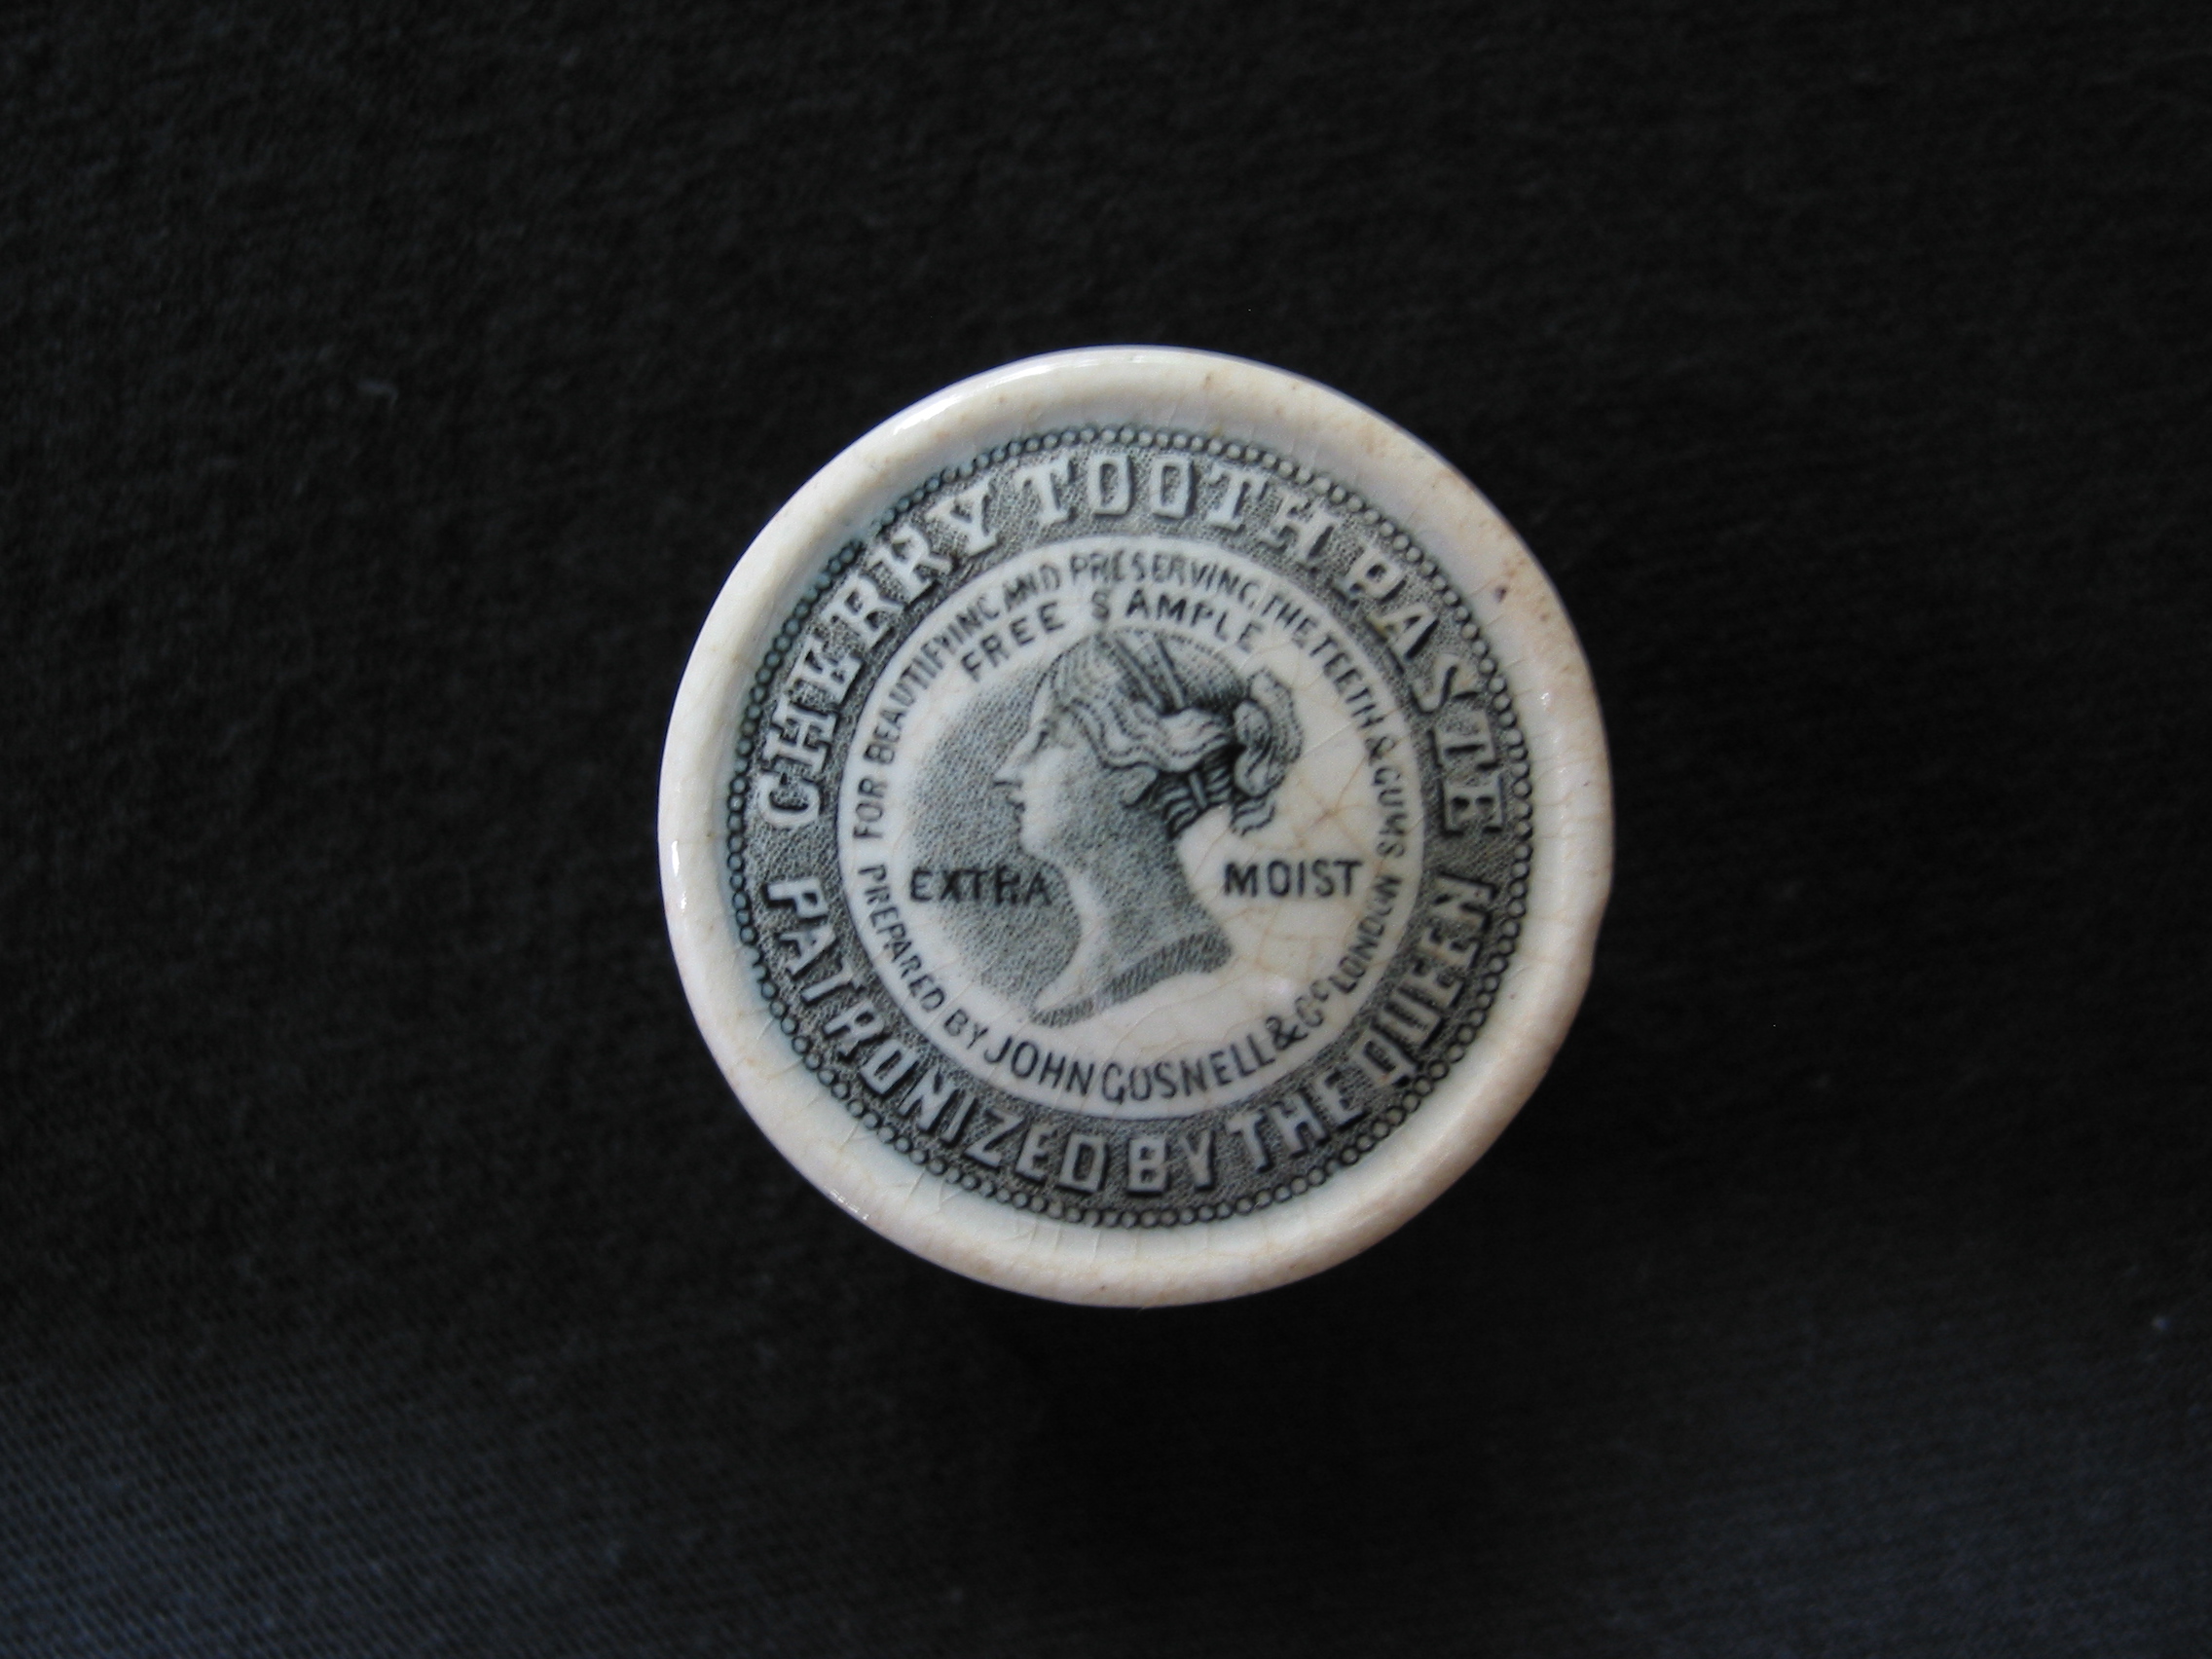 CHERRY TOOTH PASTE
PATRONIZED BY THE QUEEN
FOR BEAUTIFYING AND PRESERVING THE TEETH & GUMS
PREPARED BY JOHN GOSNELL & Co LONDON
FREE SAMPLE
EXTRA MOIST